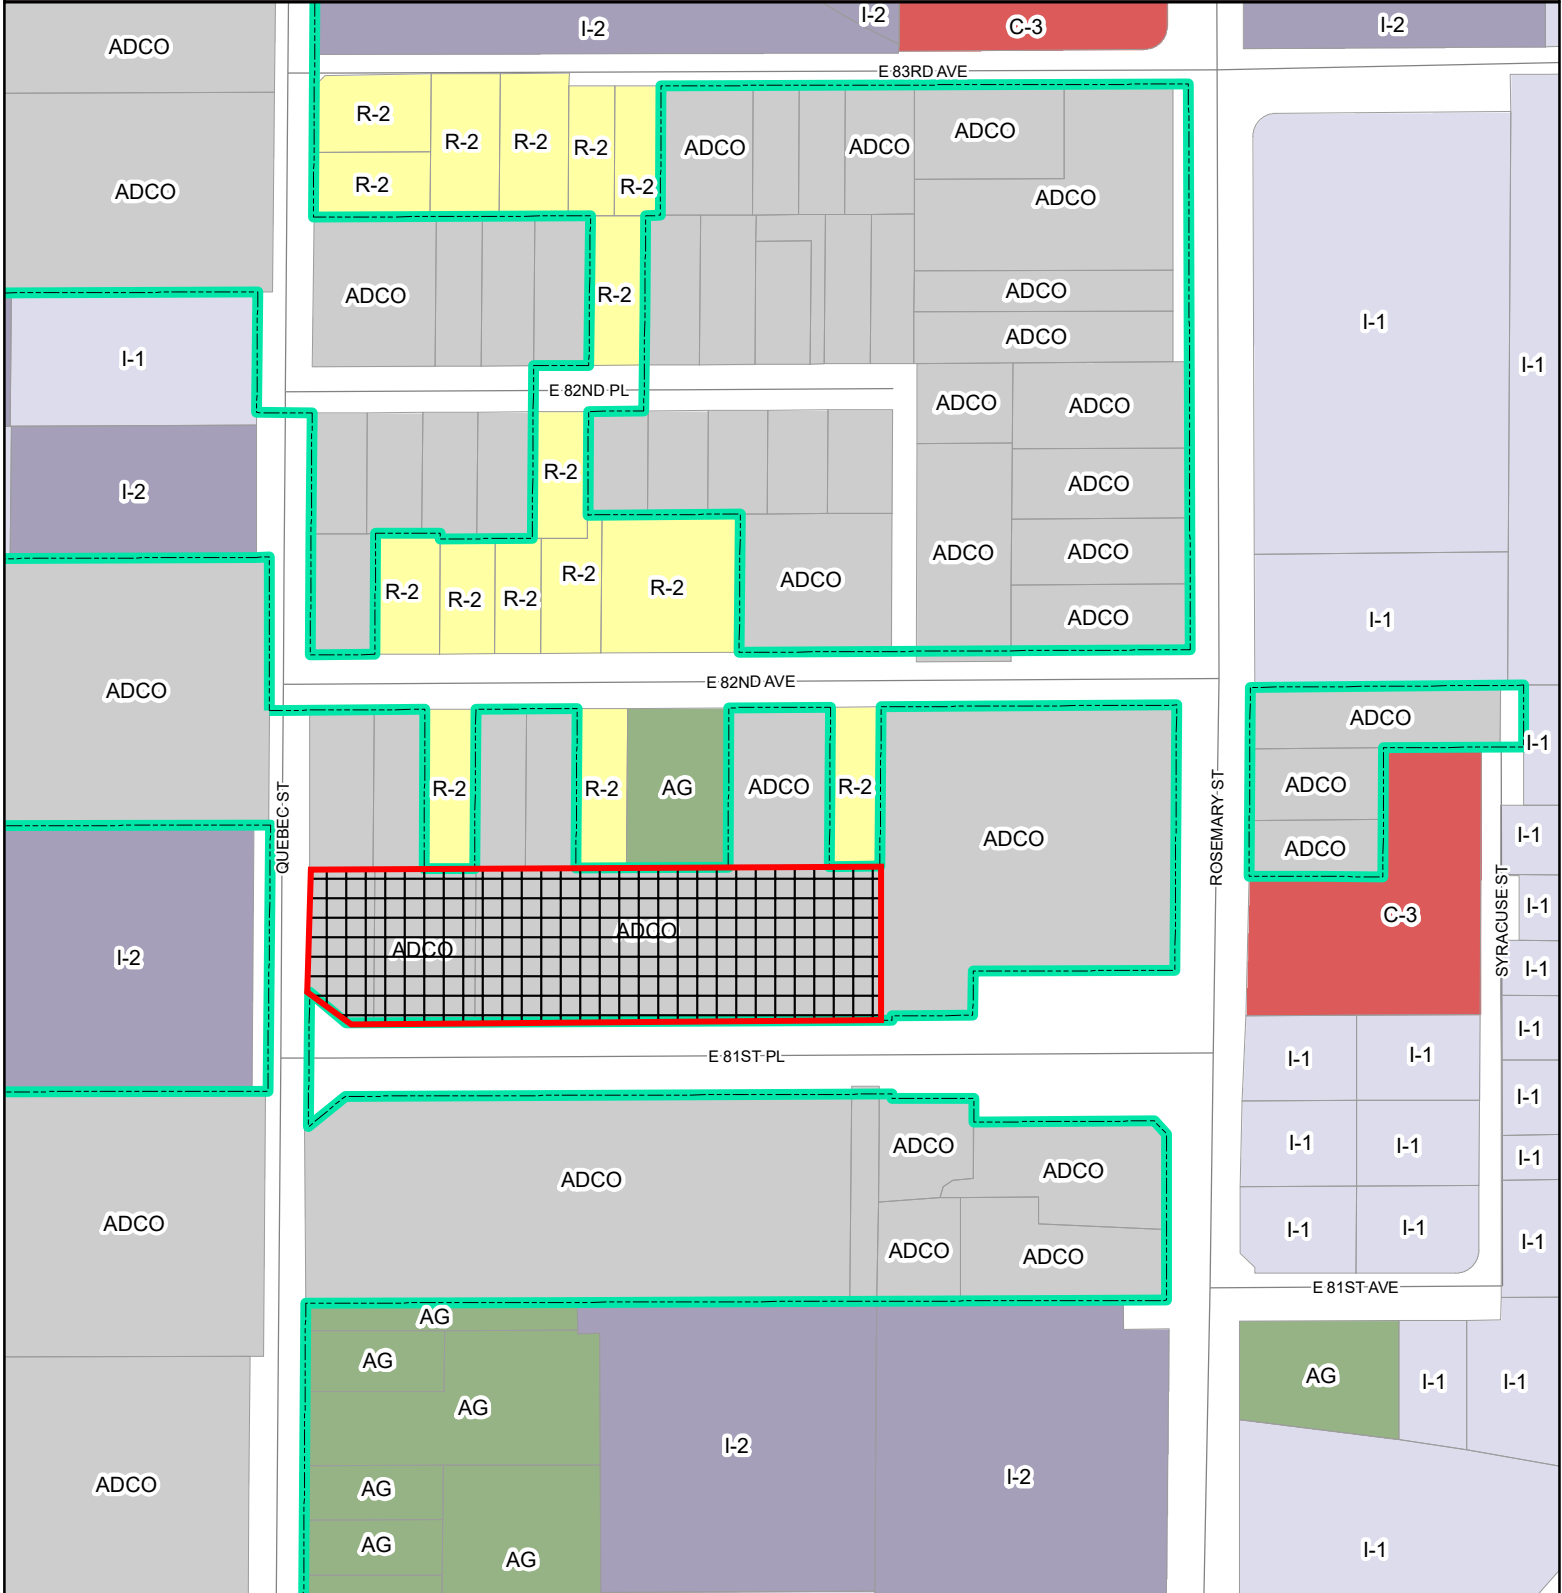 I-2
C-3
I-2
I-2
ADCO
E 83RD AVE
R-2
R-2
R-2
R-2
R-2
R-2
ADCO
ADCO
ADCO
ADCO
ADCO
ADCO
R-2
ADCO
ADCO
ADCO
I-1
I-1
I-1
E 82ND PL
ADCO
ADCO
R-2
ADCO
I-2
ADCO
ADCO
R-2
R-2
R-2
R-2
R-2
ADCO
ADCO
I-1
ADCO
E 82ND AVE
ADCO
I-1
QUEBEC ST
R-2
R-2
AG
ADCO
R-2
ADCO
ROSEMARY ST
ADCO
ADCO
I-1
C-3
SYRACUSE ST
I-1
I-1
ADCO
ADCO
I-2
I-1
E 81ST PL
I-1
I-1
I-1
I-1
I-1
I-1
ADCO
ADCO
ADCO
I-1
ADCO
I-1
I-1
I-1
ADCO
ADCO
E 81ST AVE
AG
AG
AG
AG
I-1
I-1
I-2
I-2
ADCO
AG
AG
AG
I-1